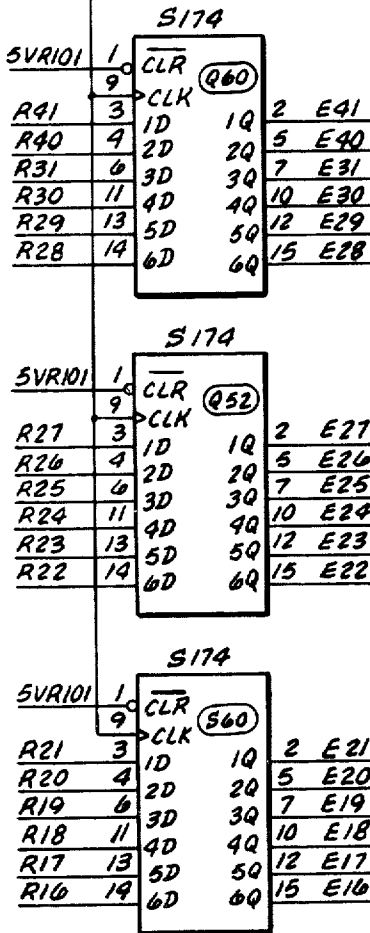 S174
5VR101 1 CLR Q60
9 CLK
R41 3 1D 1Q 2 E41
R40 4 2D 2Q 5 E40
R31 6 3D 3Q 7 E31
R30 11 4D 4Q 10 E30
R29 13 5D 5Q 12 E29
R28 14 6D 6Q 15 E28
S174
5VR101 1 CLR Q52
9 CLK
R27 3 1D 1Q 2 E27
R26 4 2D 2Q 5 E26
R25 6 3D 3Q 7 E25
R24 11 4D 4Q 10 E24
R23 13 5D 5Q 12 E23
R22 14 6D 6Q 15 E22
S174
5VR101 1 CLR S60
9 CLK
R21 3 1D 1Q 2 E21
R20 4 2D 2Q 5 E20
R19 6 3D 3Q 7 E19
R18 11 4D 4Q 10 E18
R17 13 5D 5Q 12 E17
R16 14 6D 6Q 15 E16